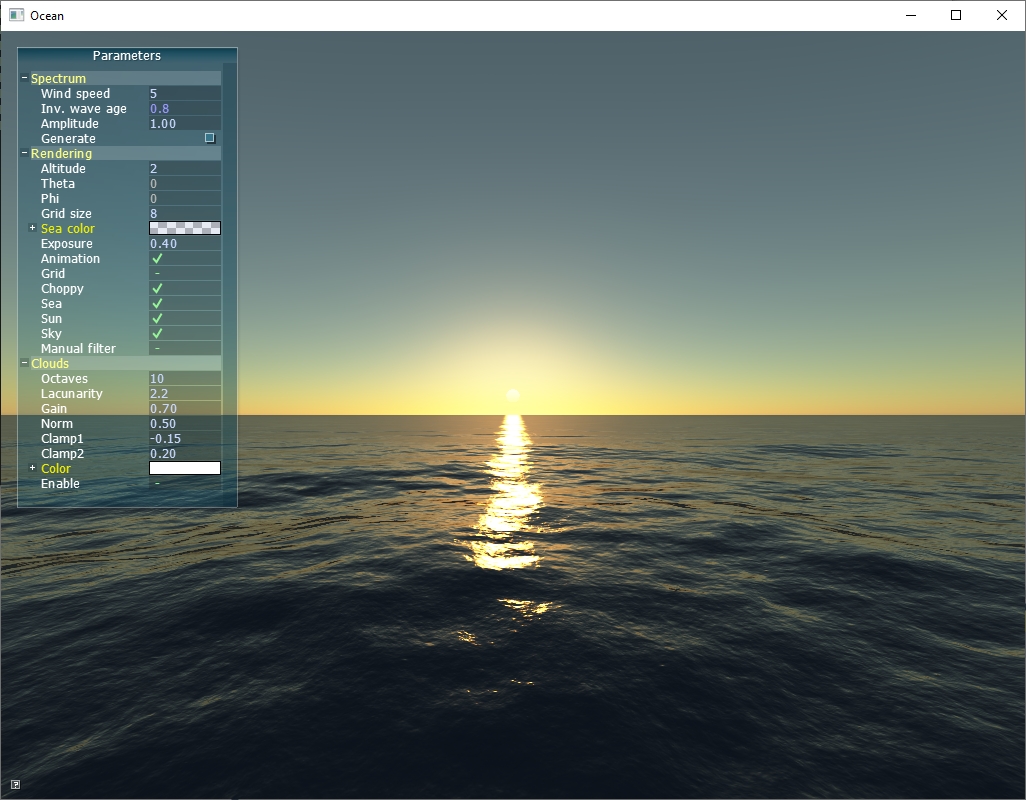 Ocean
Parameters
Spectrum
Wind speed 5
Inv. wave age 0.8
Amplitude 1.00
Generate
Rendering
Altitude 2
Theta 0
Phi 0
Grid size 8
Sea color
Exposure 0.40
Animation
Grid -
Choppy
Sea
Sun
Sky
Manual filter -
Clouds
Octaves 10
Lacunarity 2.2
Gain 0.70
Norm 0.50
Clamp1 -0.15
Clamp2 0.20
Color
Enable -
?